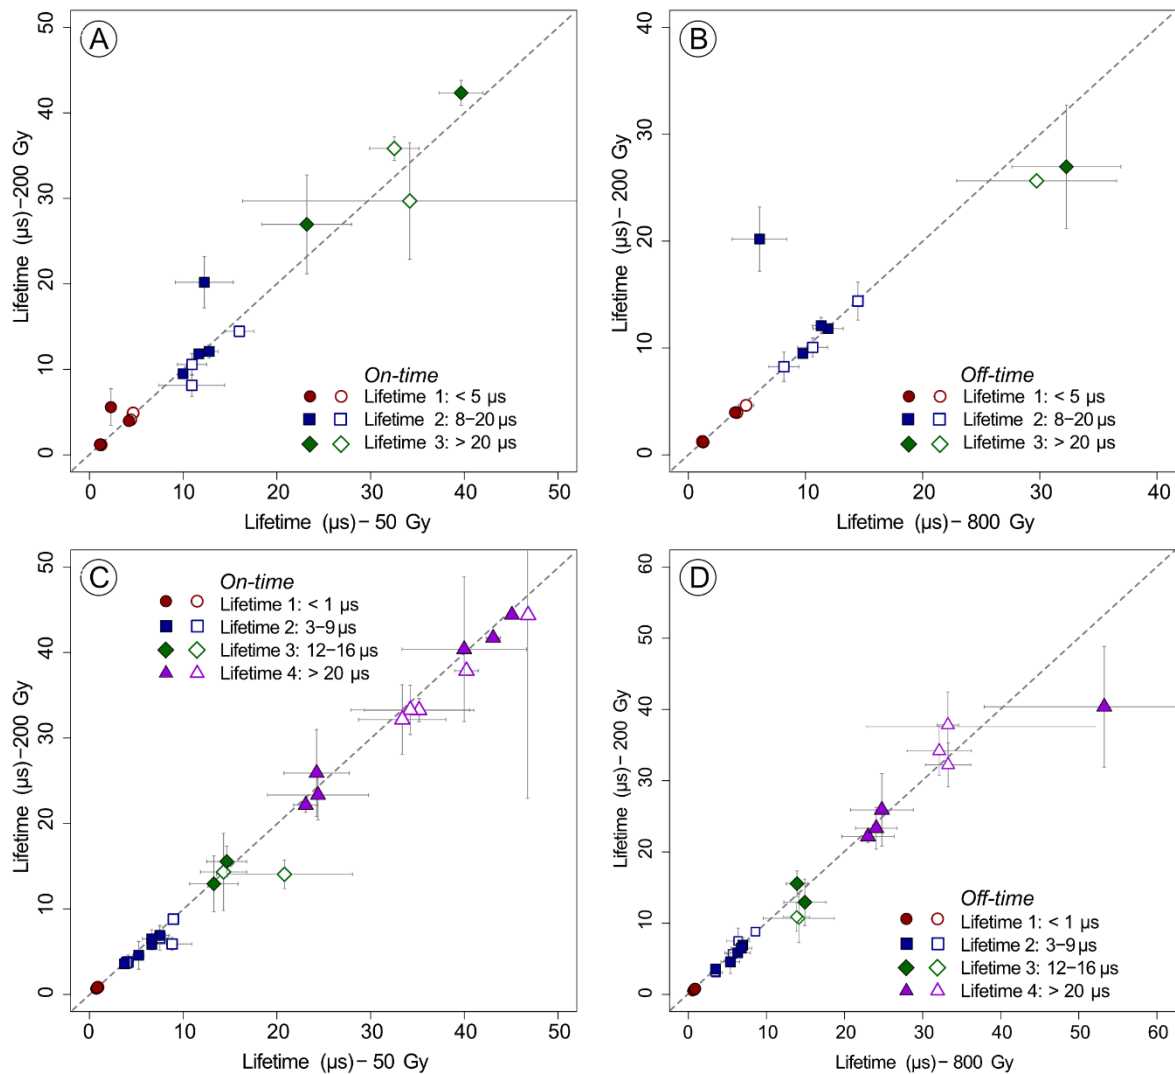 A
50
40
30
20
10
0
Lifetime (µs)−200 Gy
On-time
Lifetime 1: < 5 µs
Lifetime 2: 8−20 µs
Lifetime 3: > 20 µs
0 10 20 30 40 50
Lifetime (µs)− 50 Gy
B
40
30
20
10
0
Lifetime (µs)− 200 Gy
Off-time
Lifetime 1: < 5 µs
Lifetime 2: 8−20 µs
Lifetime 3: > 20 µs
0 10 20 30 40
Lifetime (µs)− 800 Gy
C
50
40
30
20
10
0
Lifetime (µs)−200 Gy
On-time
Lifetime 1: < 1 µs
Lifetime 2: 3−9 µs
Lifetime 3: 12−16 µs
Lifetime 4: > 20 µs
0 10 20 30 40 50
Lifetime (µs)− 50 Gy
D
60
50
40
30
20
10
0
Lifetime (µs)− 200 Gy
Off-time
Lifetime 1: < 1 µs
Lifetime 2: 3−9 µs
Lifetime 3: 12−16 µs
Lifetime 4: > 20 µs
0 10 20 30 40 50 60
Lifetime (µs)− 800 Gy